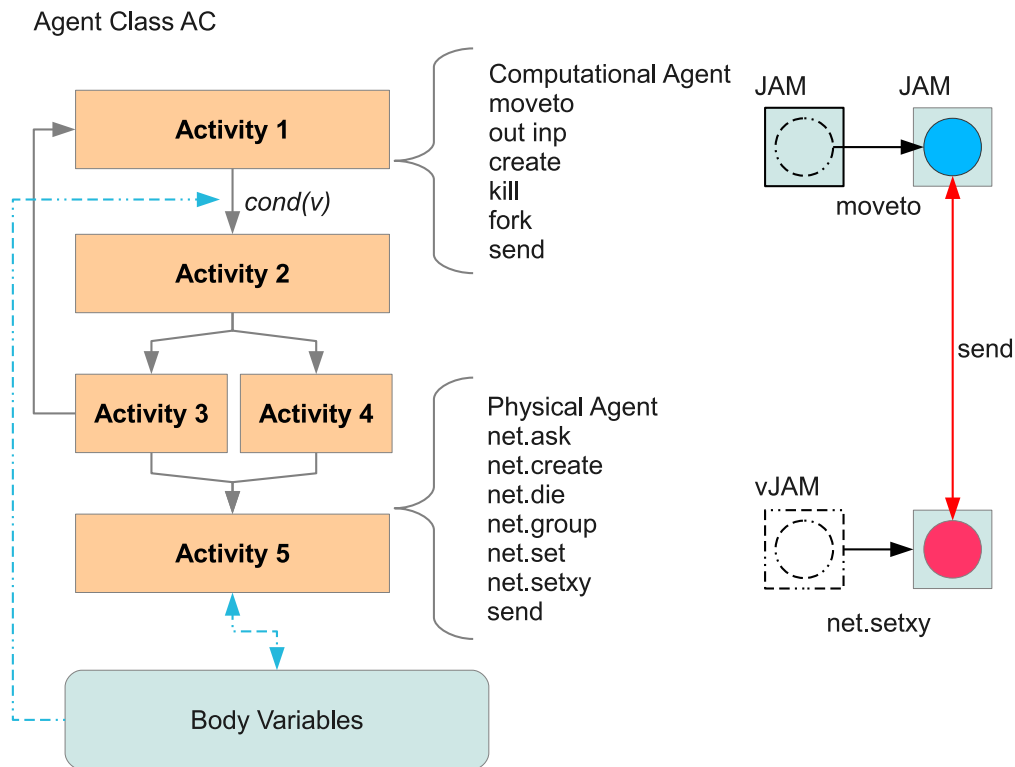 Agent Class AC
Activity 1
cond(v)
Activity 2
Activity 3
Activity 4
Activity 5
Body Variables
Computational Agent
moveto
out inp
create
kill
fork
send
Physical Agent
net.ask
net.create
net.die
net.group
net.set
net.setxy
send
JAM
JAM
moveto
send
vJAM
net.setxy